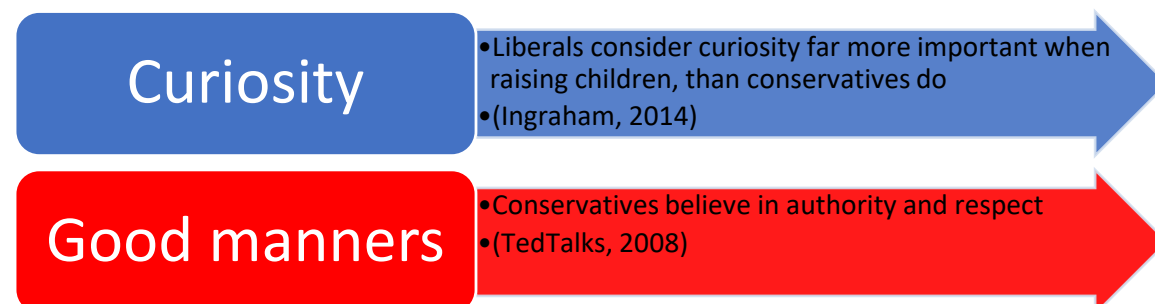 Curiosity
•Liberals consider curiosity far more important when
raising children, than conservatives do
•(Ingraham, 2014)
Good manners
•Conservatives believe in authority and respect
•(TedTalks, 2008)